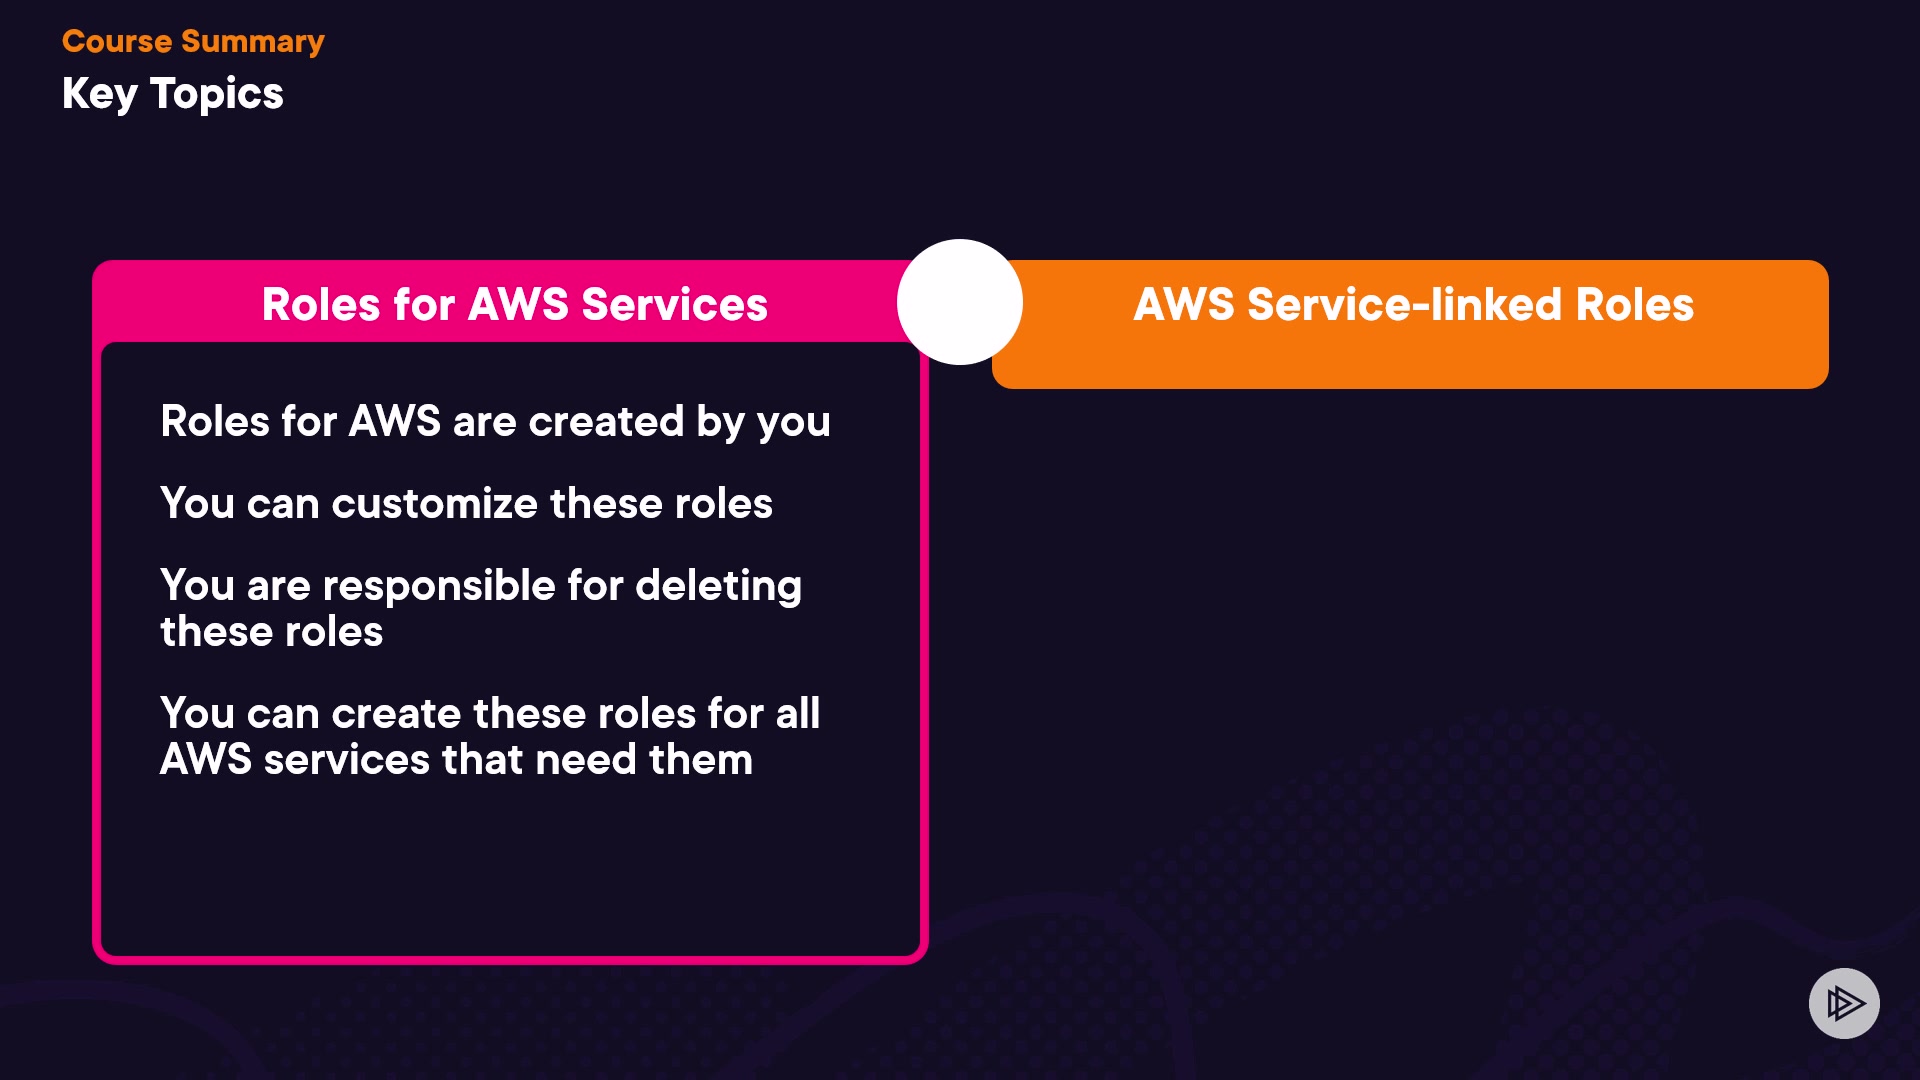 Course Summary
Key Topics
Roles for AWS Services
AWS Service-linked Roles
Roles for AWS are created by you
You can customize these roles
You are responsible for deleting
these roles
You can create these roles for all
AWS services that need them